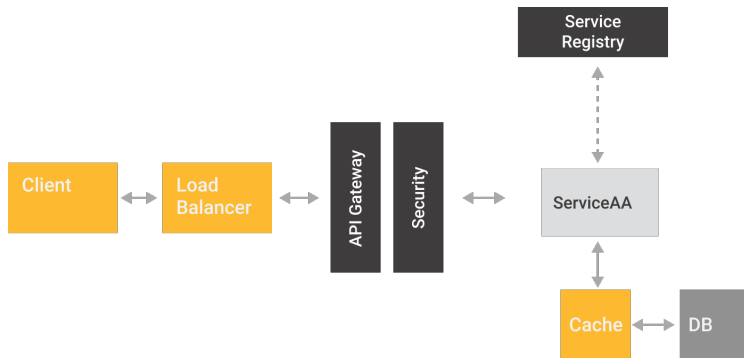 Service
Registry
Client
Load
Balancer
API Gateway
Security
ServiceAA
Cache
DB